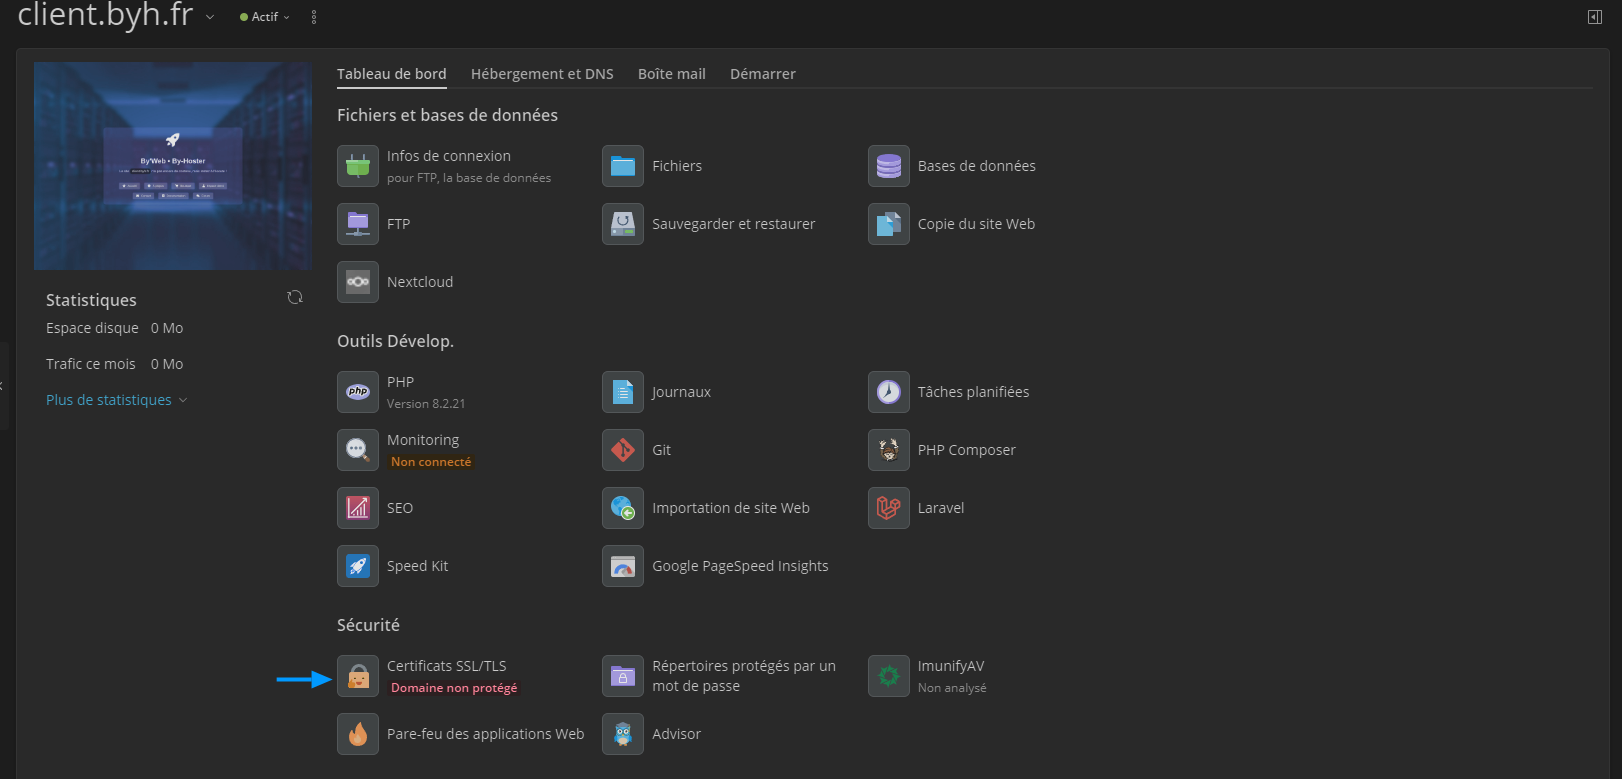 client.byh.fr
Actif
By'Web • By-Hoster
Tableau de bord
Hébergement et DNS
Boîte mail
Démarrer
Fichiers et bases de données
Infos de connexion
pour FTP, la base de données
Fichiers
Bases de données
FTP
Sauvegarder et restaurer
Copie du site Web
Nextcloud
Statistiques
Espace disque 0 Mo
Trafic ce mois 0 Mo
Plus de statistiques
Outils Dévelop.
php
PHP
Version 8.2.21
Journaux
Tâches planifiées
Monitoring
Non connecté
Git
PHP Composer
SEO
Importation de site Web
Laravel
Speed Kit
Google PageSpeed Insights
Sécurité
Certificats SSL/TLS
Domaine non protégé
Répertoires protégés par un
mot de passe
ImunifyAV
Non analysé
Pare-feu des applications Web
Advisor